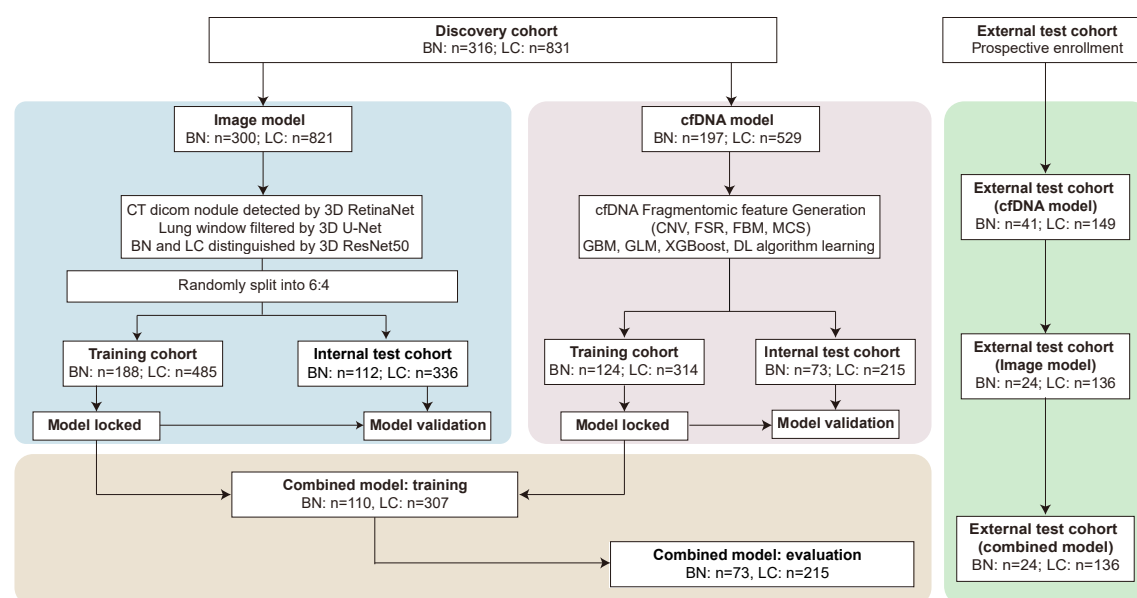 Discovery cohort
BN: n=316; LC: n=831
External test cohort
Prospective enrollment
Image model
BN: n=300; LC: n=821
CT dicom nodule detected by 3D RetinaNet
Lung window filtered by 3D U-Net
BN and LC distinguished by 3D ResNet50
Randomly split into 6:4
Training cohort
BN: n=188; LC: n=485
Internal test cohort
BN: n=112; LC: n=336
Model locked
Model validation
cfDNA model
BN: n=197; LC: n=529
cfDNA Fragmentomic feature Generation
(CNV, FSR, FBM, MCS)
GBM, GLM, XGBoost, DL algorithm learning
Training cohort
BN: n=124; LC: n=314
Internal test cohort
BN: n=73; LC: n=215
Model locked
Model validation
Combined model: training
BN: n=110, LC: n=307
Combined model: evaluation
BN: n=73, LC: n=215
External test cohort
(cfDNA model)
BN: n=41; LC: n=149
External test cohort
(Image model)
BN: n=24; LC: n=136
External test cohort
(combined model)
BN: n=24; LC: n=136